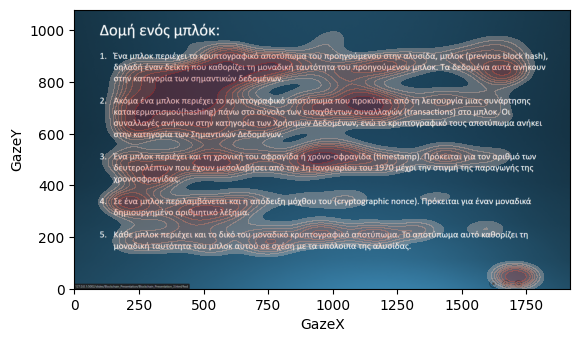 Δομή ενός μπλόκ:
1. Ένα μπλοκ περιέχει το κρυπτογραφικό αποτύπωμα του προηγούμενου στην αλυσίδα, μπλοκ (previous block hash),
δηλαδή έναν δείκτη που καθορίζει τη μοναδική ταυτότητα του προηγούμενου μπλοκ. Τα δεδομένα αυτά ανήκουν
στην κατηγορία των σημαντικών δεδομένων.
2. Ακόμα ένα μπλοκ περιέχει το κρυπτογραφικό αποτύπωμα που προκύπτει από τη λειτουργία μιας συνάρτησης
κατακερματισμού(hashing) πάνω στο σύνολο των εισαχθέντων συναλλαγών (transactions) στο μπλοκ. Οι
συναλλαγές ανήκουν στην κατηγορία των Χρήσιμων Δεδομένων, ενώ το κρυπτογραφικό τους αποτύπωμα ανήκει
στην κατηγορία των Σημαντικών Δεδομένων.
3. Ένα μπλοκ περιέχει και τη χρονική του σφραγίδα ή χρόνο-σφραγίδα (timestamp). Πρόκειται για τον αριθμό των
δευτερολέπτων που έχουν μεσολαβήσει από την 1η Ιανουαρίου του 1970 μέχρι την στιγμή της παραγωγής της
χρονοσφραγίδας.
4. Σε ένα μπλοκ περιλαμβάνεται και η απόδειξη μόχθου του (cryptographic nonce). Πρόκειται για έναν μοναδικά
δημιουργημένο αριθμητικό λέξημα.
5. Κάθε μπλοκ περιέχει και το δικό του μοναδικό κρυπτογραφικό αποτύπωμα. Το αποτύπωμα αυτό καθορίζει τη
μοναδική ταυτότητα του μπλοκ αυτού σε σχέση με τα υπόλοιπα της αλυσίδας.
GazeY
1000
800
600
400
200
0
0 250 500 750 1000 1250 1500 1750
GazeX